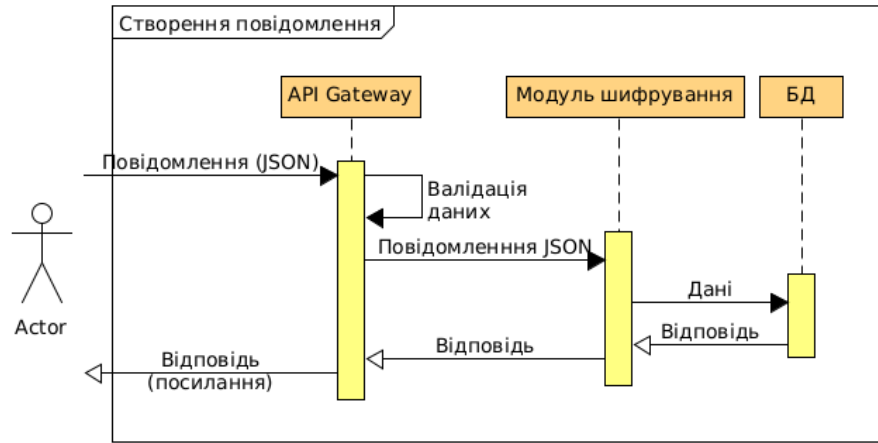 Створення повідомлення
API Gateway
Модуль шифрування
БД
Повідомлення (JSON)
Валідація
даних
Повідомленння JSON
Дані
Відповідь
Відповідь
Відповідь
(посилання)
Actor